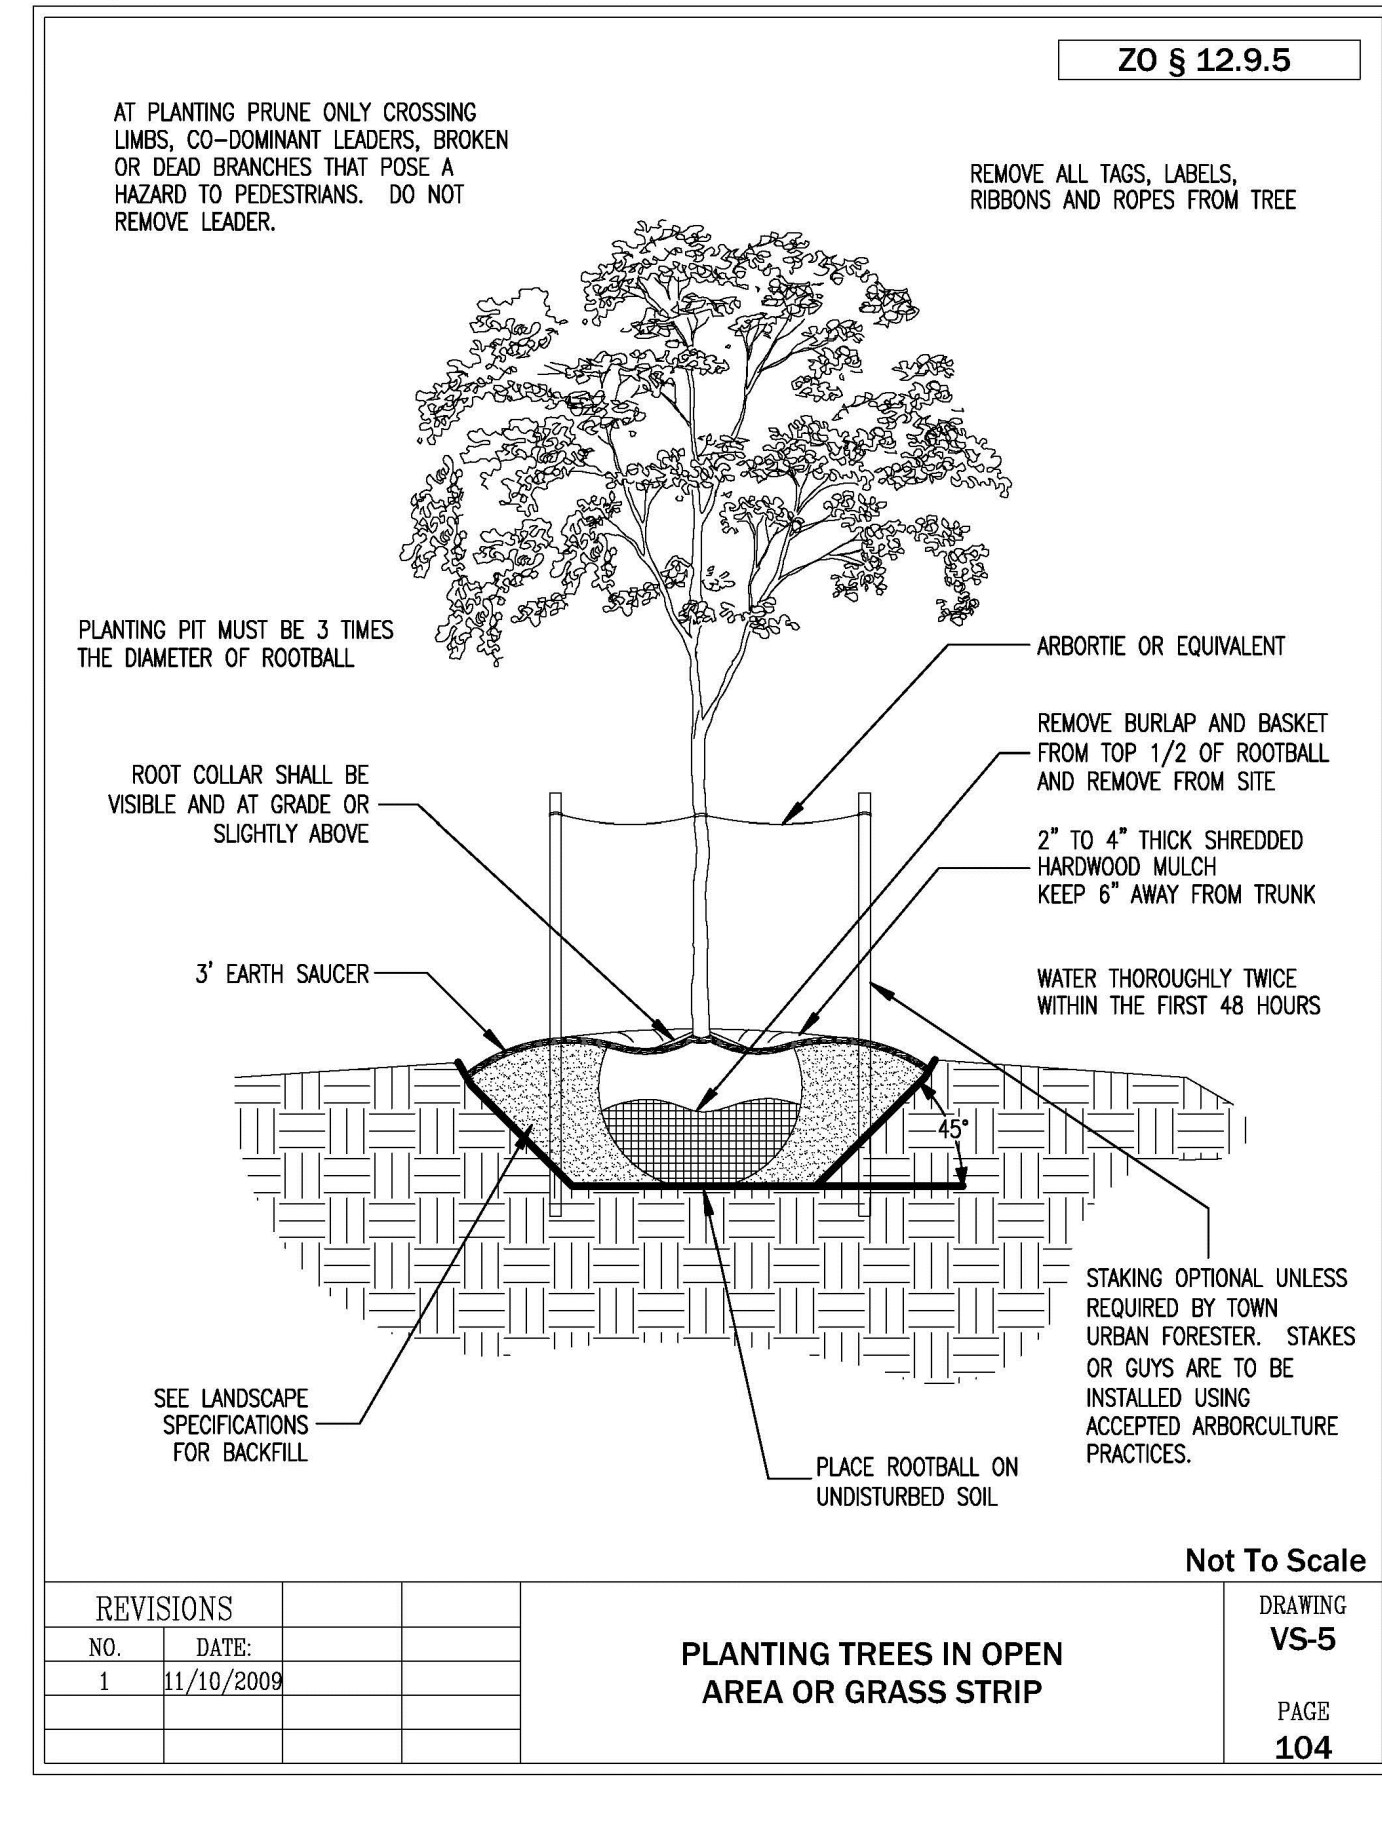 ZO § 12.9.5
AT PLANTING PRUNE ONLY CROSSING
LIMBS, CO-DOMINANT LEADERS, BROKEN
OR DEAD BRANCHES THAT POSE A
HAZARD TO PEDESTRIANS. DO NOT
REMOVE LEADER.
REMOVE ALL TAGS, LABELS,
RIBBONS AND ROPES FROM TREE
PLANTING PIT MUST BE 3 TIMES
THE DIAMETER OF ROOTBALL
ARBORTIE OR EQUIVALENT
REMOVE BURLAP AND BASKET
FROM TOP 1/2 OF ROOTBALL
AND REMOVE FROM SITE
ROOT COLLAR SHALL BE
VISIBLE AND AT GRADE OR
SLIGHTLY ABOVE
2" TO 4" THICK SHREDDED
HARDWOOD MULCH
KEEP 6" AWAY FROM TRUNK
3' EARTH SAUCER
WATER THOROUGHLY TWICE
WITHIN THE FIRST 48 HOURS
45°
STAKING OPTIONAL UNLESS
REQUIRED BY TOWN
URBAN FORESTER. STAKES
OR GUYS ARE TO BE
INSTALLED USING
ACCEPTED ARBORCULTURE
PRACTICES.
SEE LANDSCAPE
SPECIFICATIONS
FOR BACKFILL
PLACE ROOTBALL ON
UNDISTURBED SOIL
Not To Scale
REVISIONS
NO. DATE:
1 11/10/2009
PLANTING TREES IN OPEN
AREA OR GRASS STRIP
DRAWING
VS-5
PAGE
104